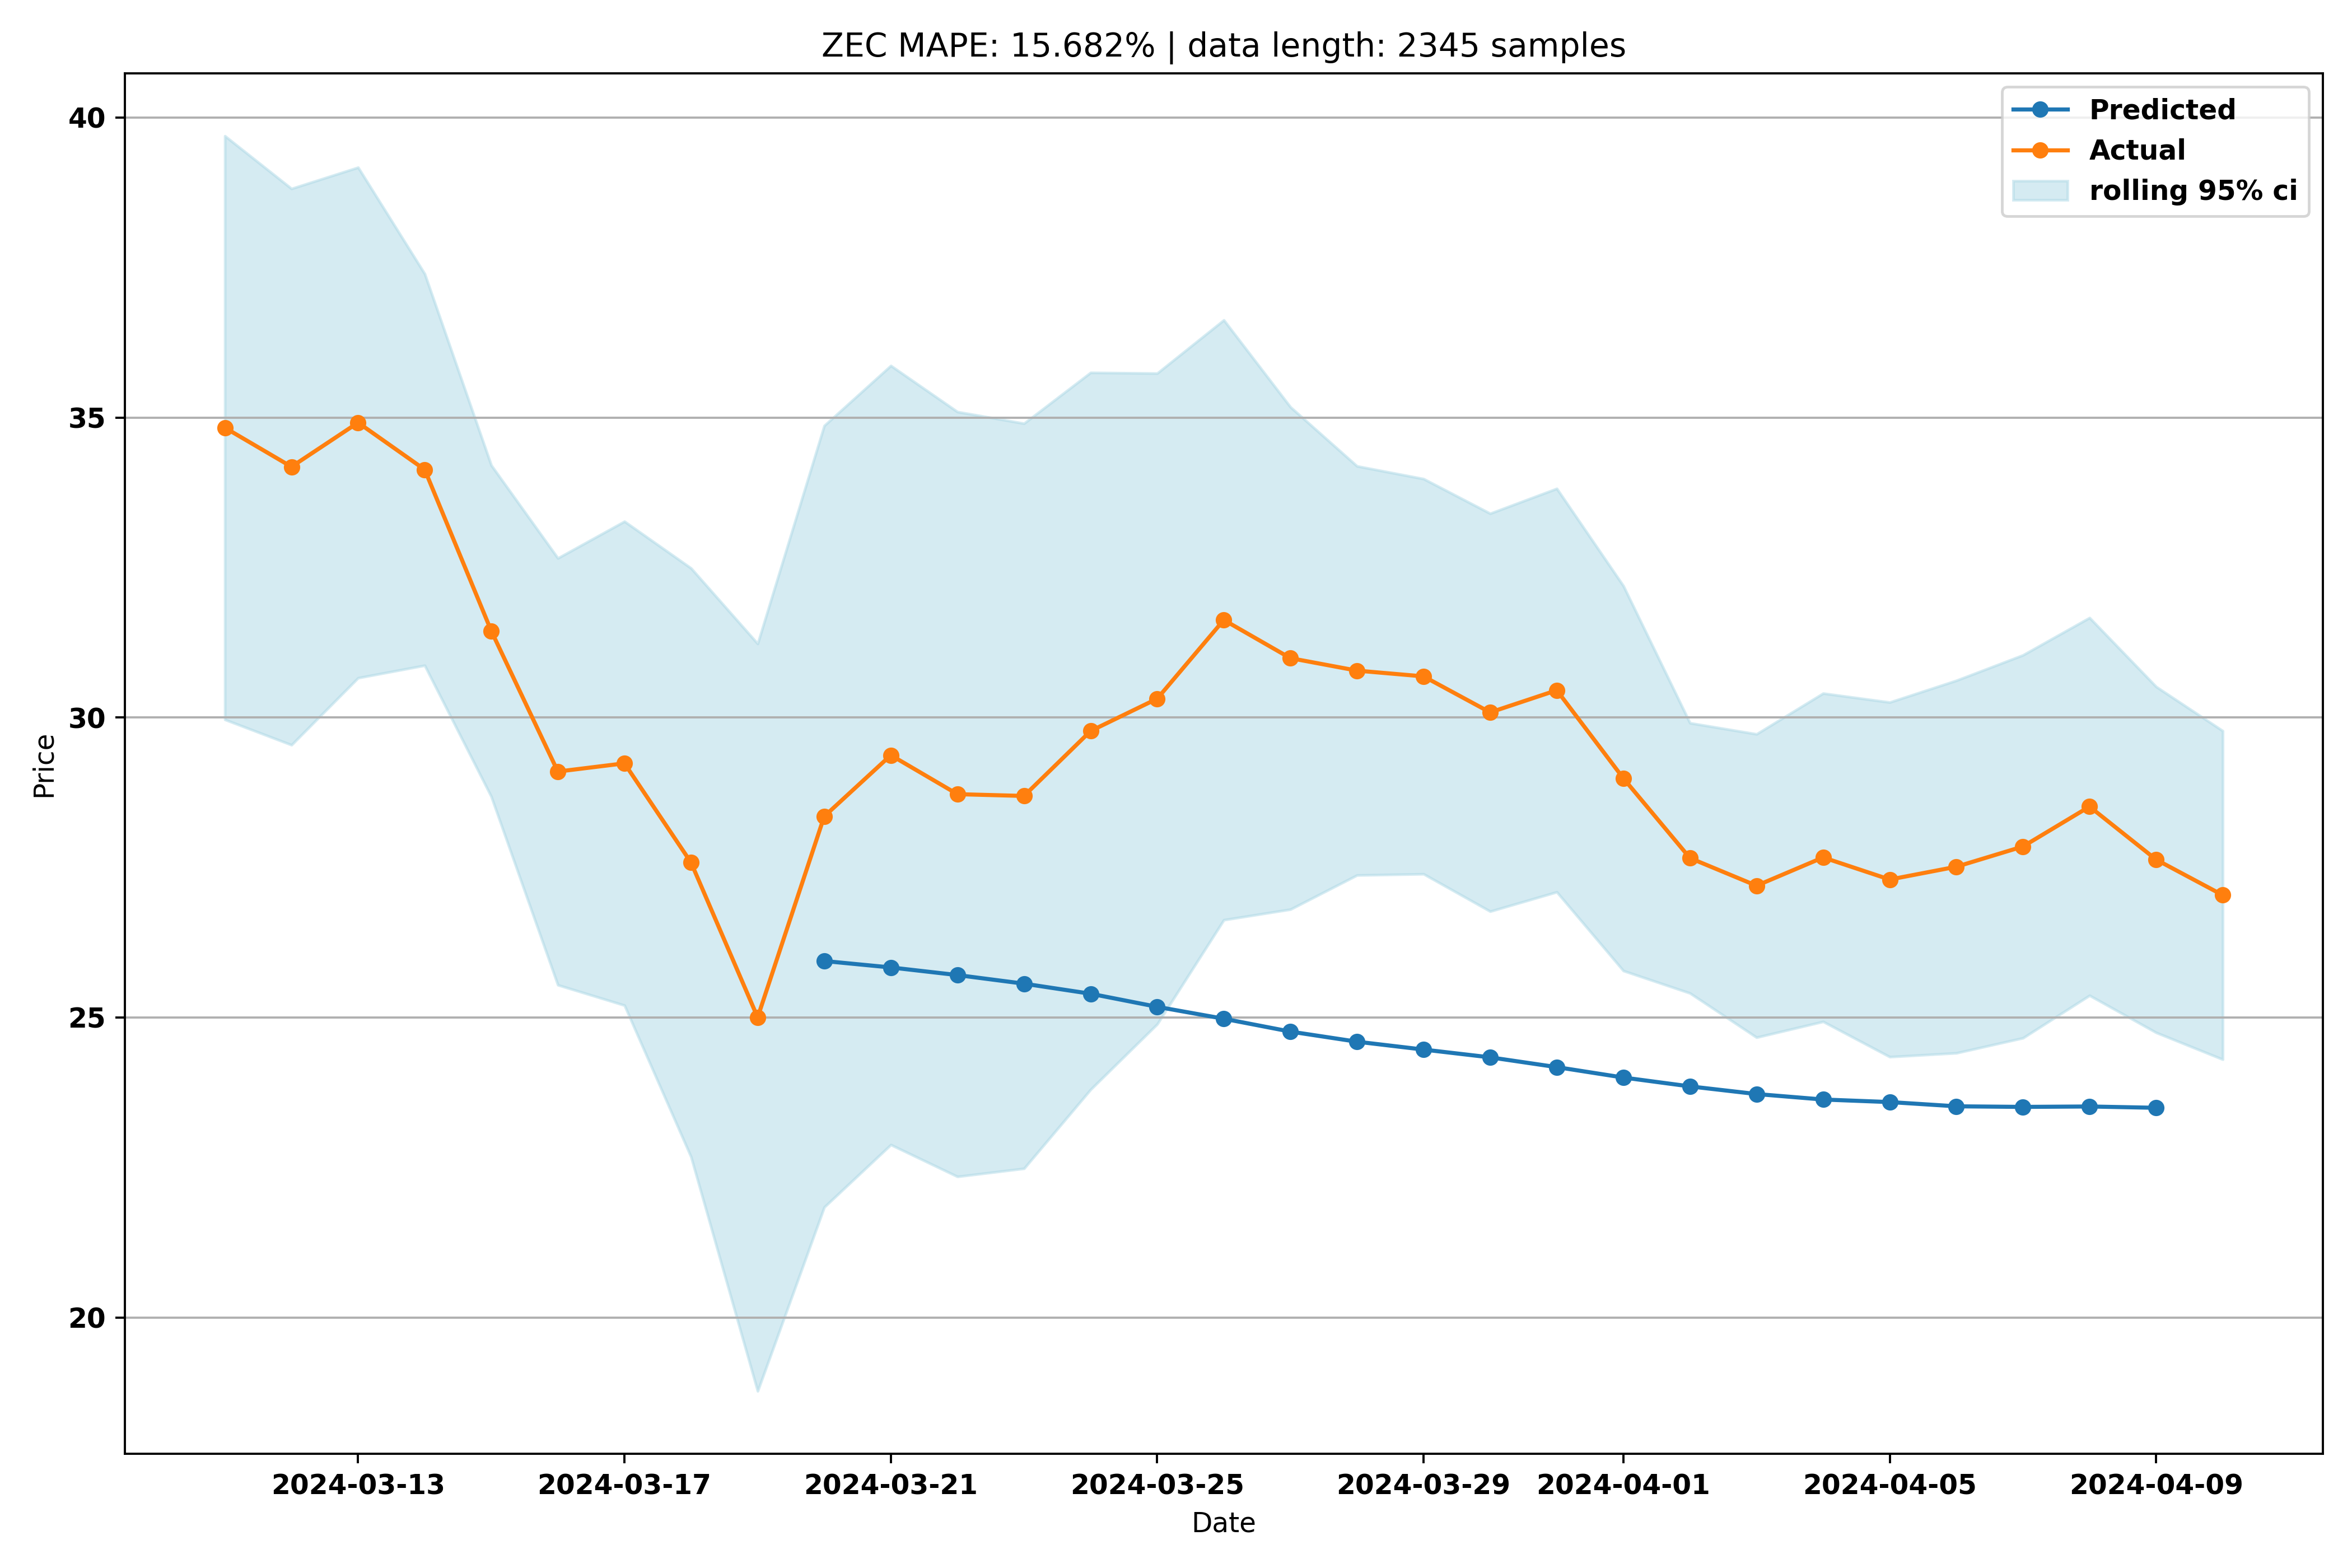 ZEC MAPE: 15.682% | data length: 2345 samples
Predicted
Actual
rolling 95% ci
40
35
30
25
20
Price
2024-03-13 2024-03-17 2024-03-21 2024-03-25 2024-03-29 2024-04-01 2024-04-05 2024-04-09
Date